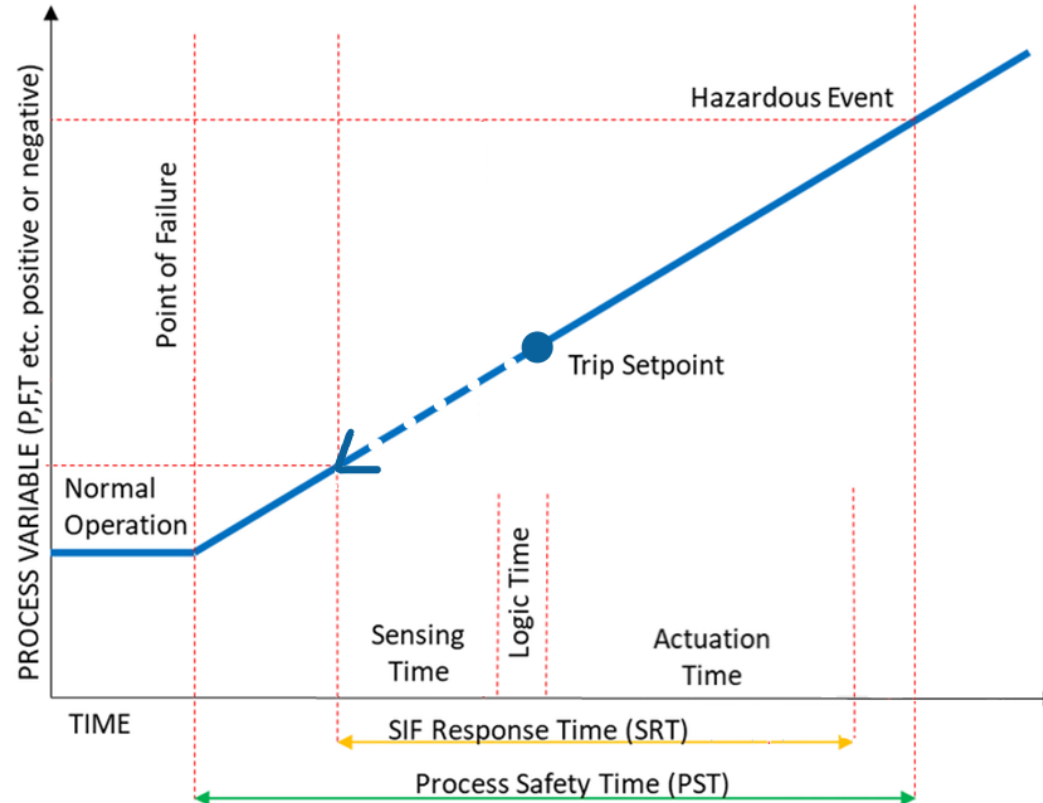 PROCESS VARIABLE (P,F,T etc. positive or negative)
Hazardous Event
Point of Failure
Trip Setpoint
Normal
Operation
Sensing
Time
Logic Time
Actuation
Time
TIME
SIF Response Time (SRT)
Process Safety Time (PST)